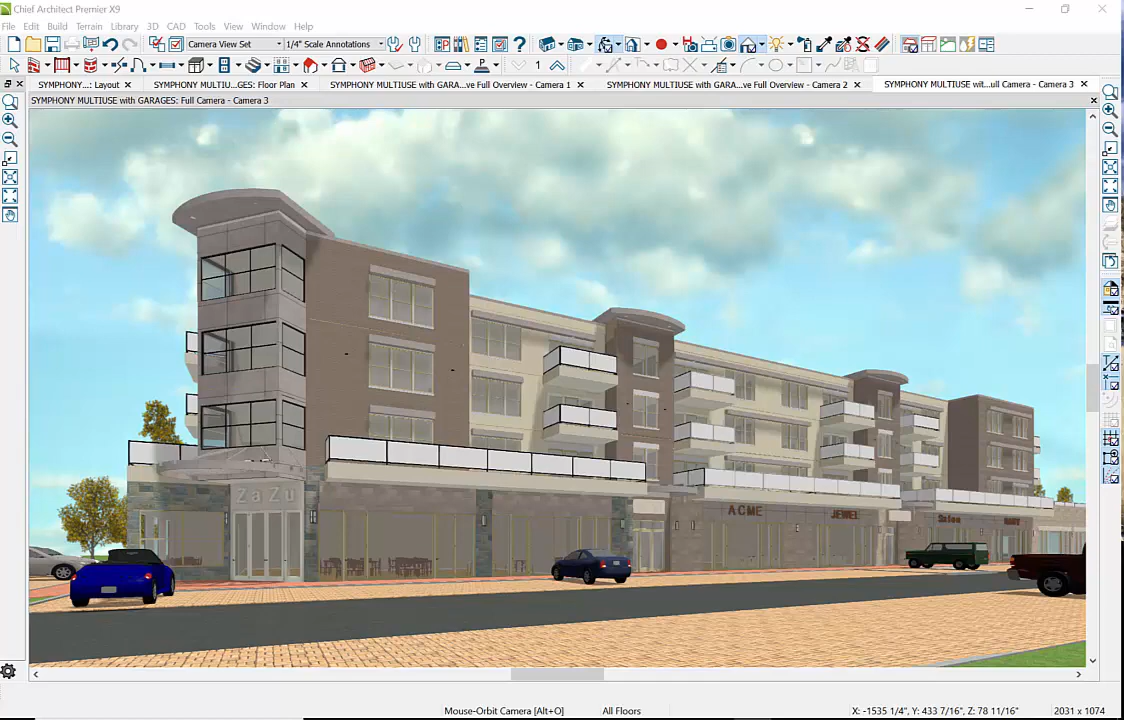 Chief Architect Premier X9
File Edit Build Terrain Library 3D CAD Tools View Window Help
Camera View Set 1/4" Scale Annotations
1
SYMPHONY...: Layout SYMPHONY MULTIU...GES: Floor Plan SYMPHONY MULTIUSE with GARA...ve Full Overview - Camera 1 SYMPHONY MULTIUSE with GARA...ve Full Overview - Camera 2 SYMPHONY MULTIUSE wit...ull Camera - Camera 3
SYMPHONY MULTIUSE with GARAGES: Full Camera - Camera 3
ZaZu
ACME JEWEL Salon
Mouse-Orbit Camera [Alt+O] All Floors X: -1535 1/4", Y: 433 7/16", Z: 78 11/16" 2031 x 1074